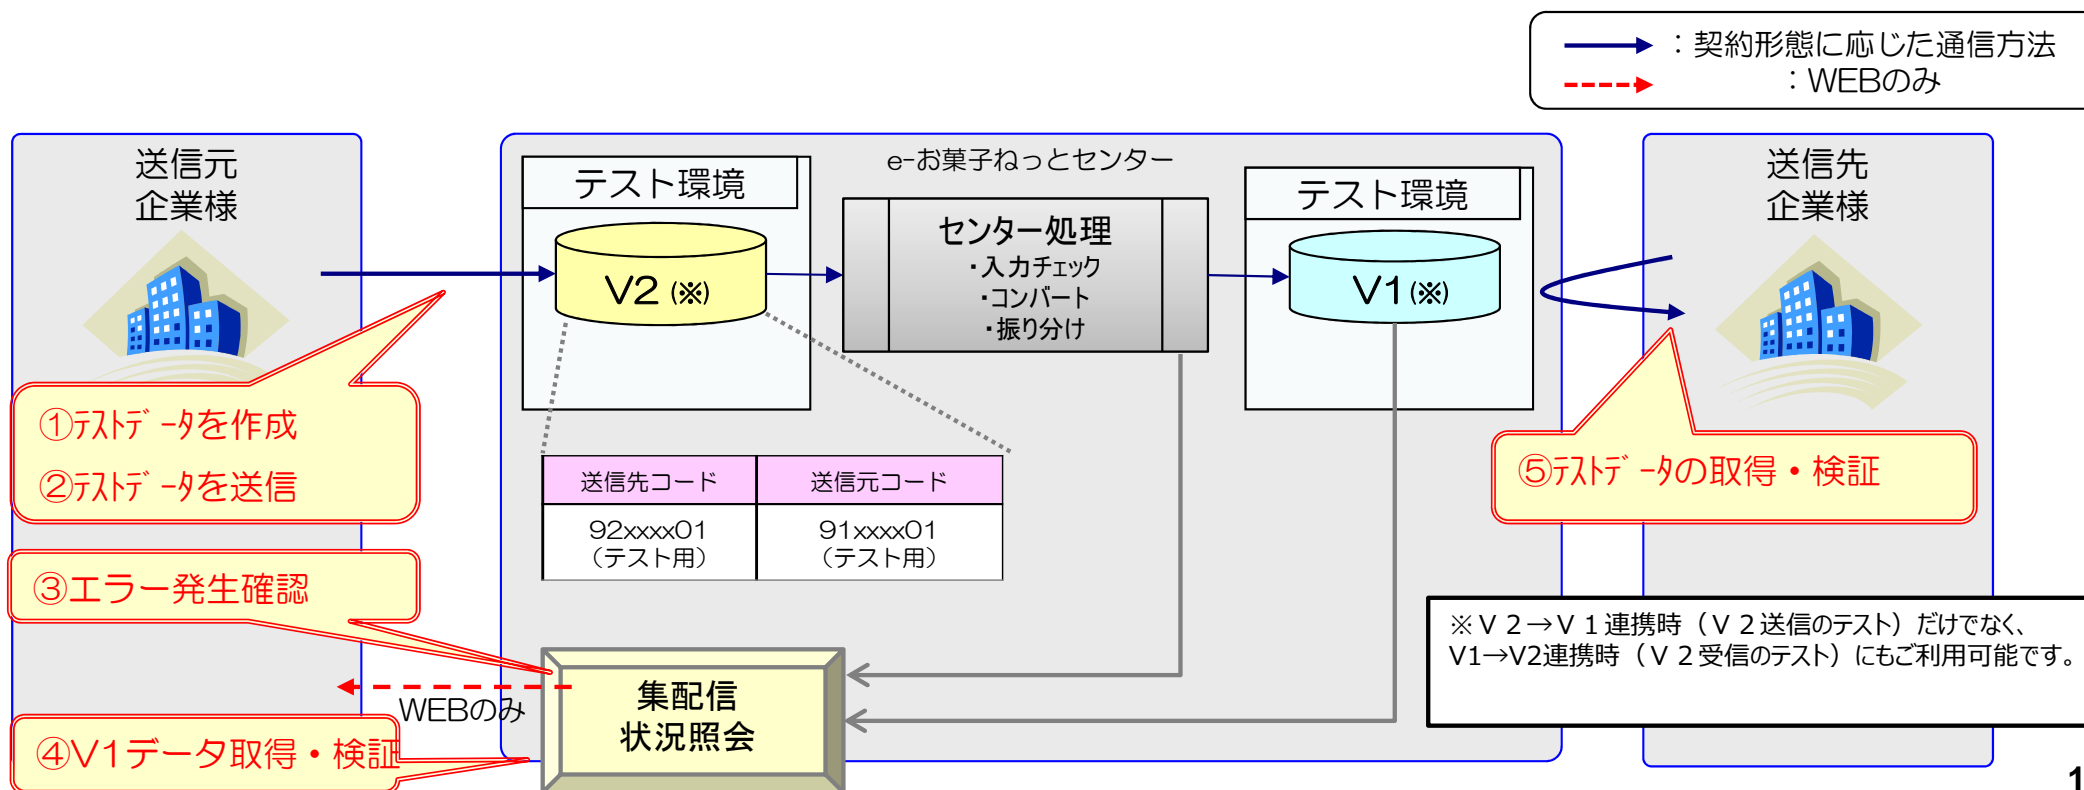 ：契約形態に応じた通信方法
：WEBのみ
送信元
企業様
e-お菓子ねっとセンター
テスト環境
V2（※）
センター処理
・入力チェック
・コンバート
・振り分け
テスト環境
V1（※）
送信先
企業様
①ﾃｽﾄﾃﾞｰﾀを作成
②ﾃｽﾄﾃﾞｰﾀを送信
送信先コード 送信元コード
92xxxx01 91xxxx01
（テスト用） （テスト用）
⑤ﾃｽﾄﾃﾞｰﾀの取得・検証
③エラー発生確認
※Ｖ２→Ｖ１連携時（Ｖ２送信のテスト）だけでなく、
V1→V2連携時（Ｖ２受信のテスト）にもご利用可能です。
WEBのみ
集配信
状況照会
④V1データ取得・検証
1